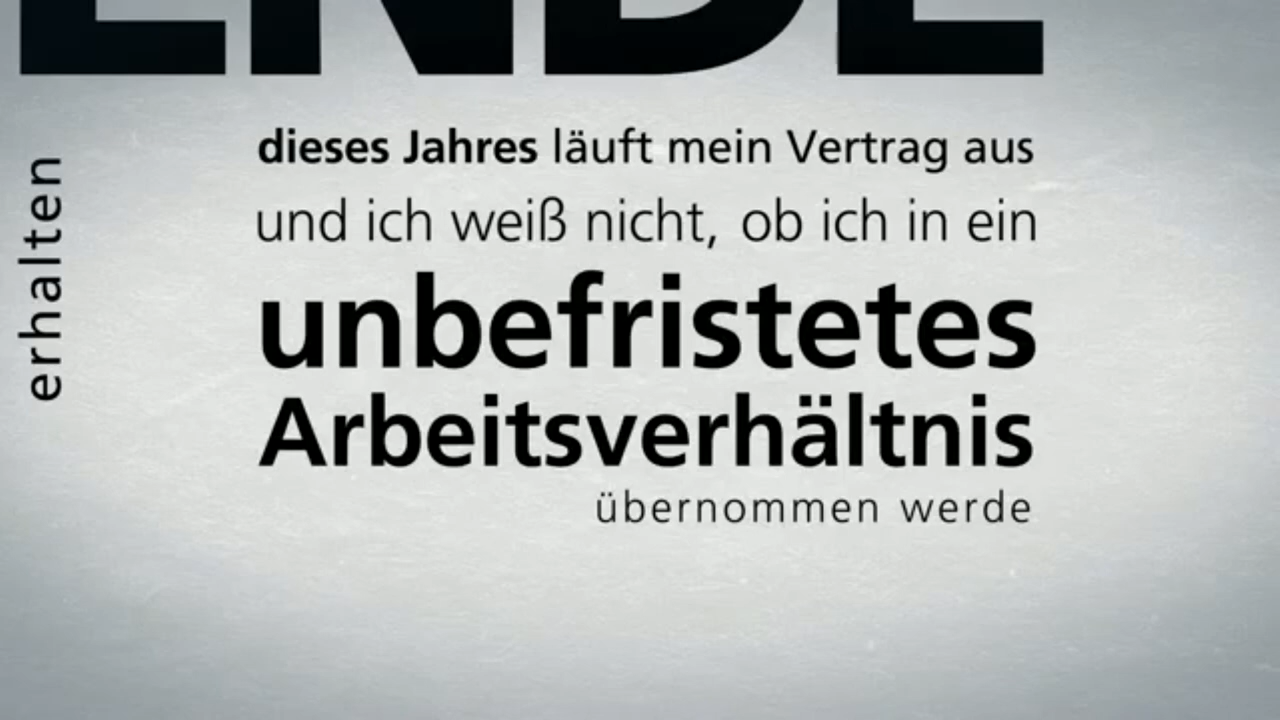 ENDE
dieses Jahres läuft mein Vertrag aus
und ich weiß nicht, ob ich in ein
unbefristetes
Arbeitsverhältnis
übernommen werde
erhalten